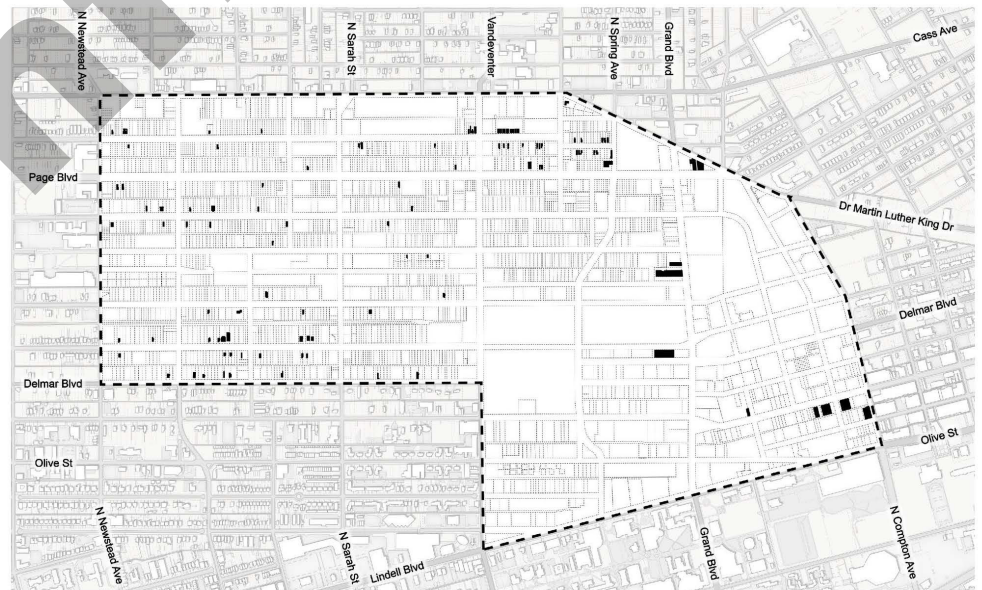 N Newstead Ave
N Sarah St
Vandeventer
N Spring Ave
Grand Blvd
Cass Ave
Page Blvd
Dr Martin Luther King Dr
Delmar Blvd
Delmar Blvd
Olive St
Olive St
N Newstead Ave
N Sarah St
Lindell Blvd
Grand Blvd
N Compton Ave